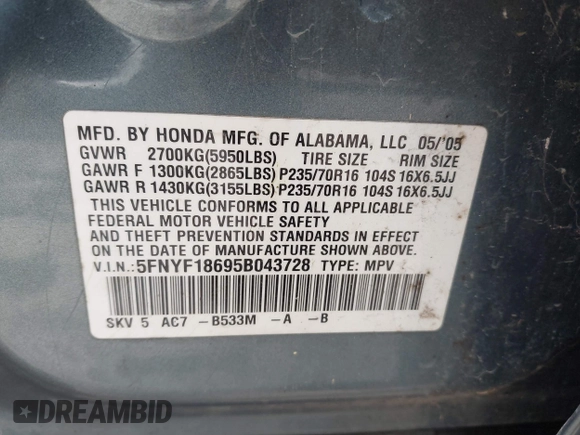 MFD. BY HONDA MFG. OF ALABAMA, LLC 05/'05
GVWR 2700KG(5950LBS) TIRE SIZE RIM SIZE
GAWR F 1300KG(2865LBS) P235/70R16 104S 16X6.5JJ
GAWR R 1430KG(3155LBS) P235/70R16 104S 16X6.5JJ
THIS VEHICLE CONFORMS TO ALL APPLICABLE
FEDERAL MOTOR VEHICLE SAFETY
AND THEFT PREVENTION STANDARDS IN EFFECT
ON THE DATE OF MANUFACTURE SHOWN ABOVE.
V.I.N.:5FNYF18695B043728 TYPE: MPV
SKV 5 AC7 -B533M -A -B
DREAMBID